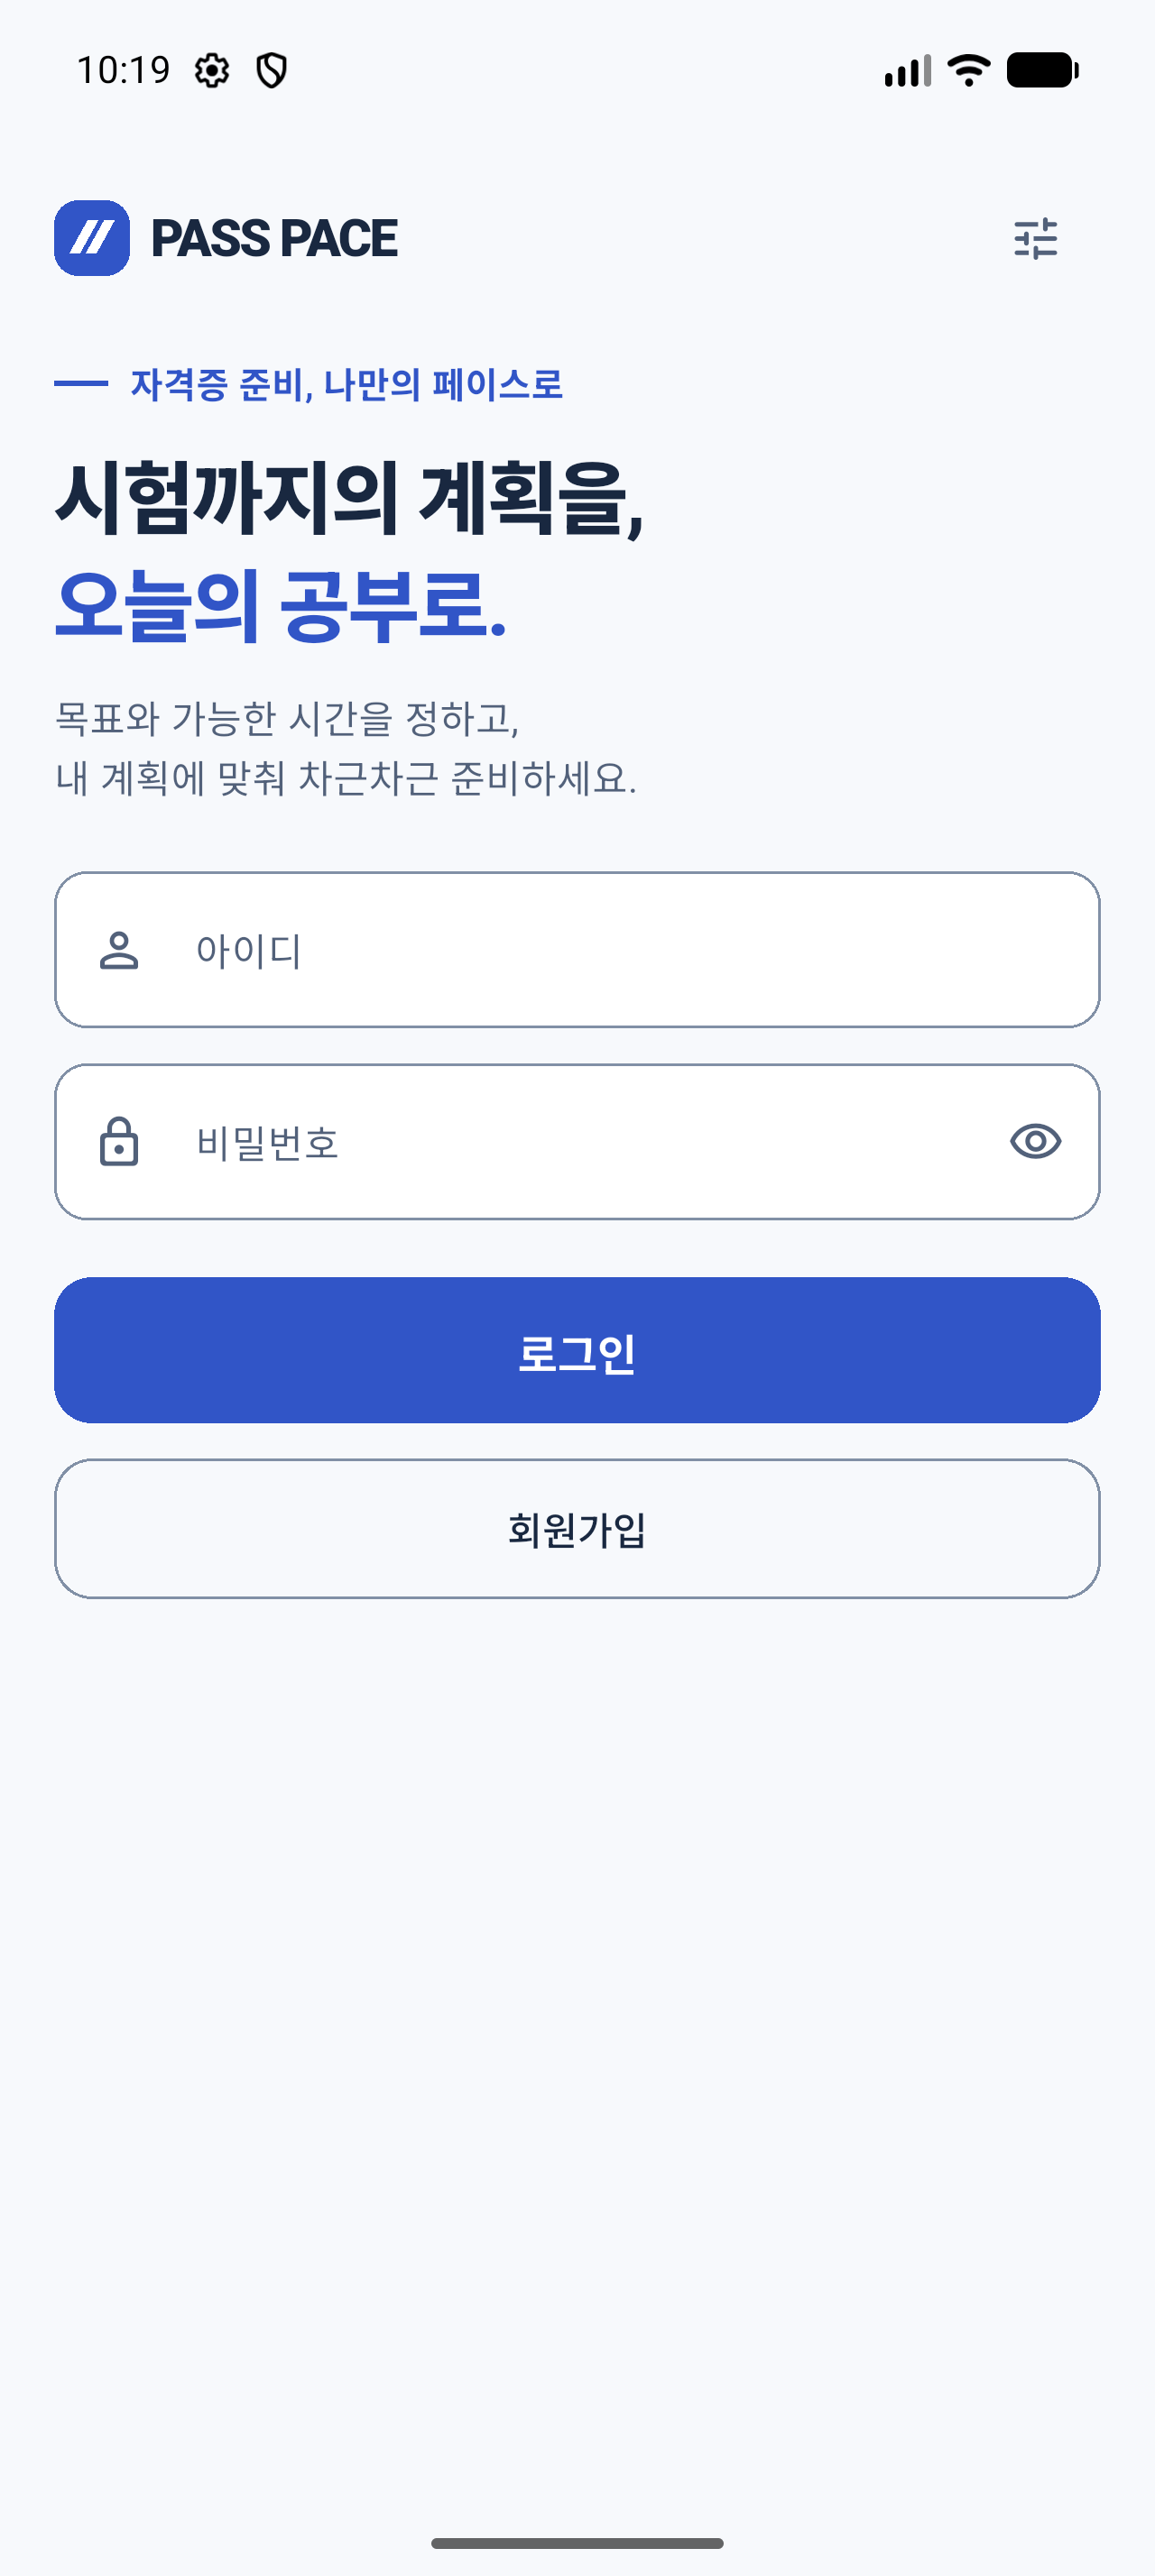 10:19
PASS PACE
자격증 준비, 나만의 페이스로
시험까지의 계획을,
오늘의 공부로.
목표와 가능한 시간을 정하고,
내 계획에 맞춰 차근차근 준비하세요.
아이디
비밀번호
로그인
회원가입